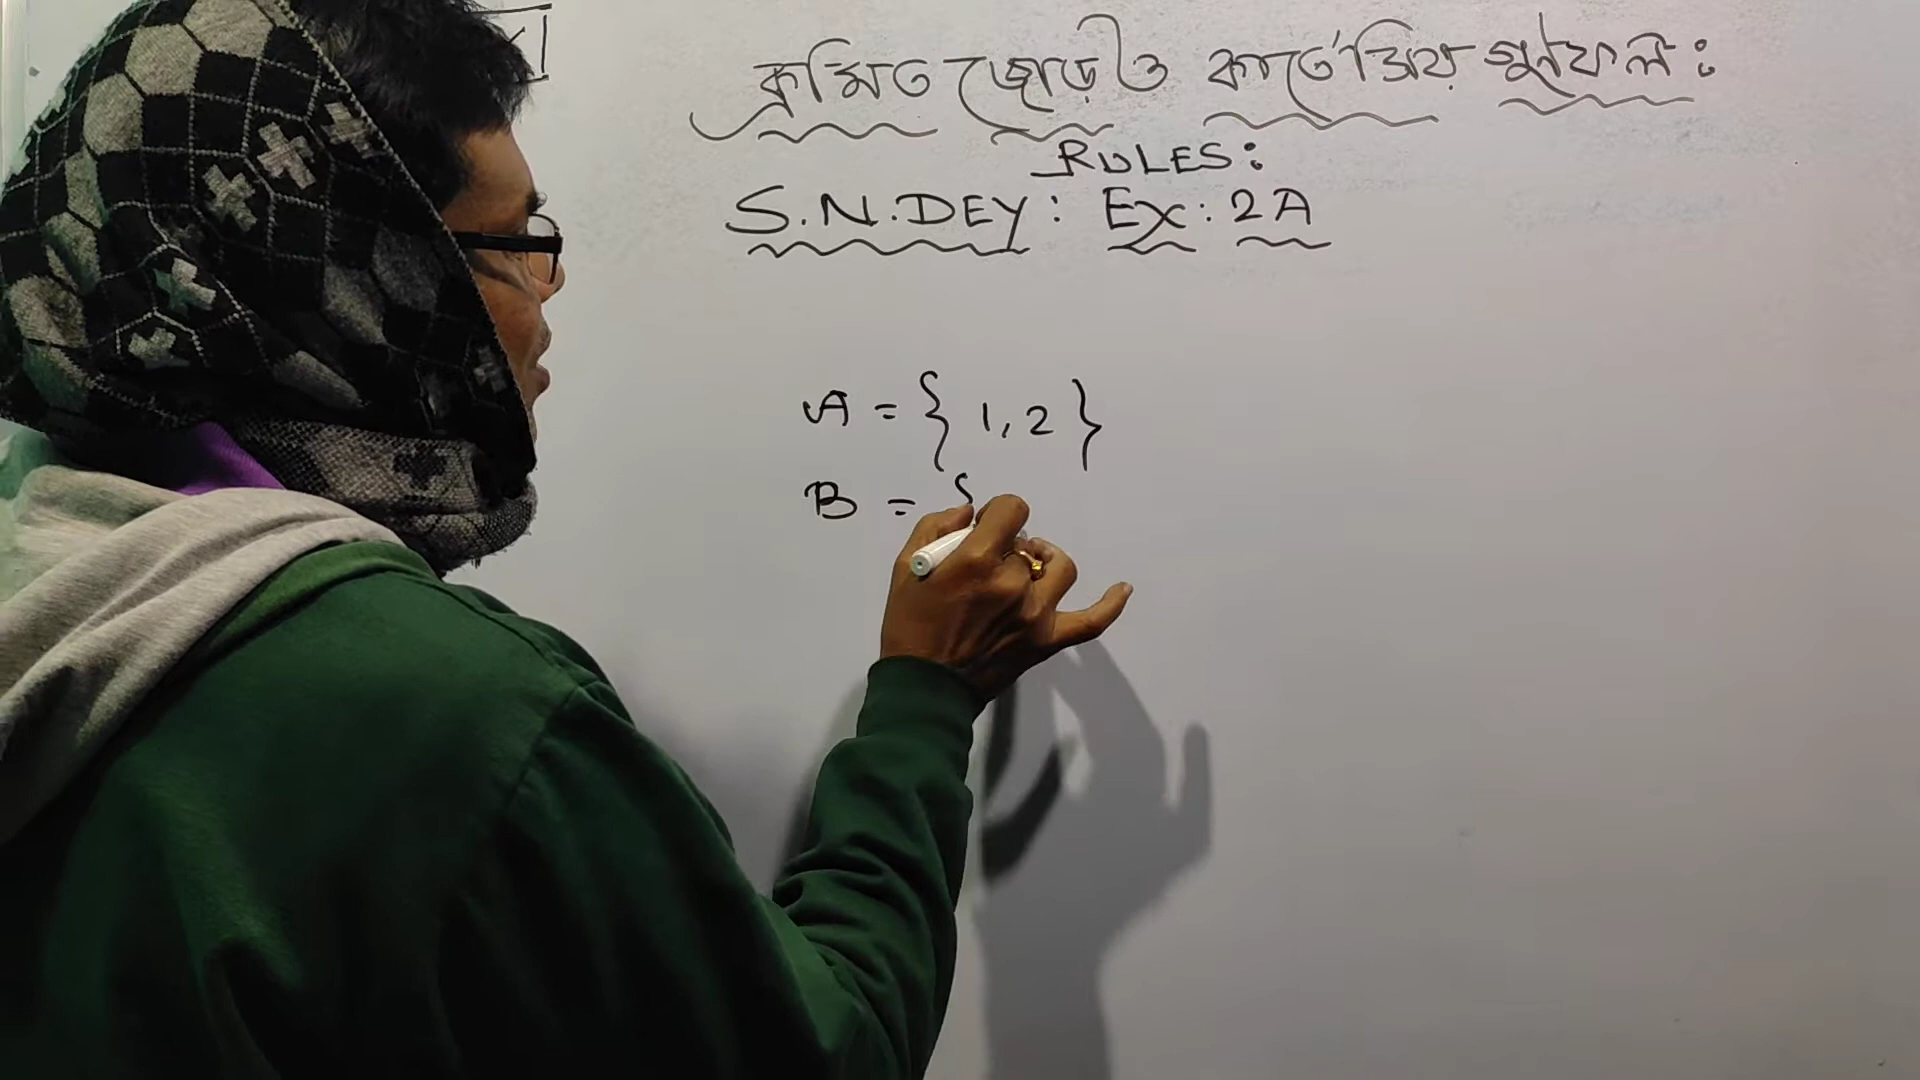 ক্রমিত জোড় ও কার্তেসিয় গুণফল :
RULES:
S.N.DEY: Ex: 2A
A = { 1, 2 }
B = {